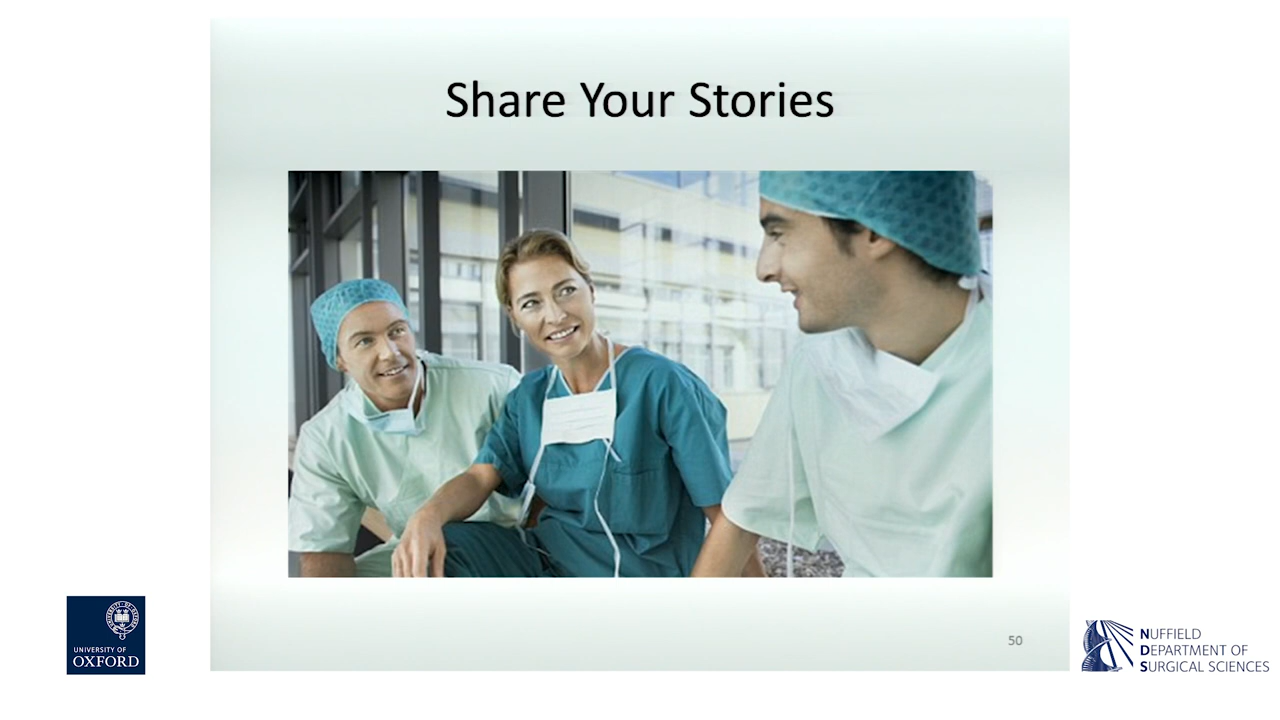 Share Your Stories
50
UNIVERSITY OF
OXFORD
NUFFIELD
DEPARTMENT OF
SURGICAL SCIENCES